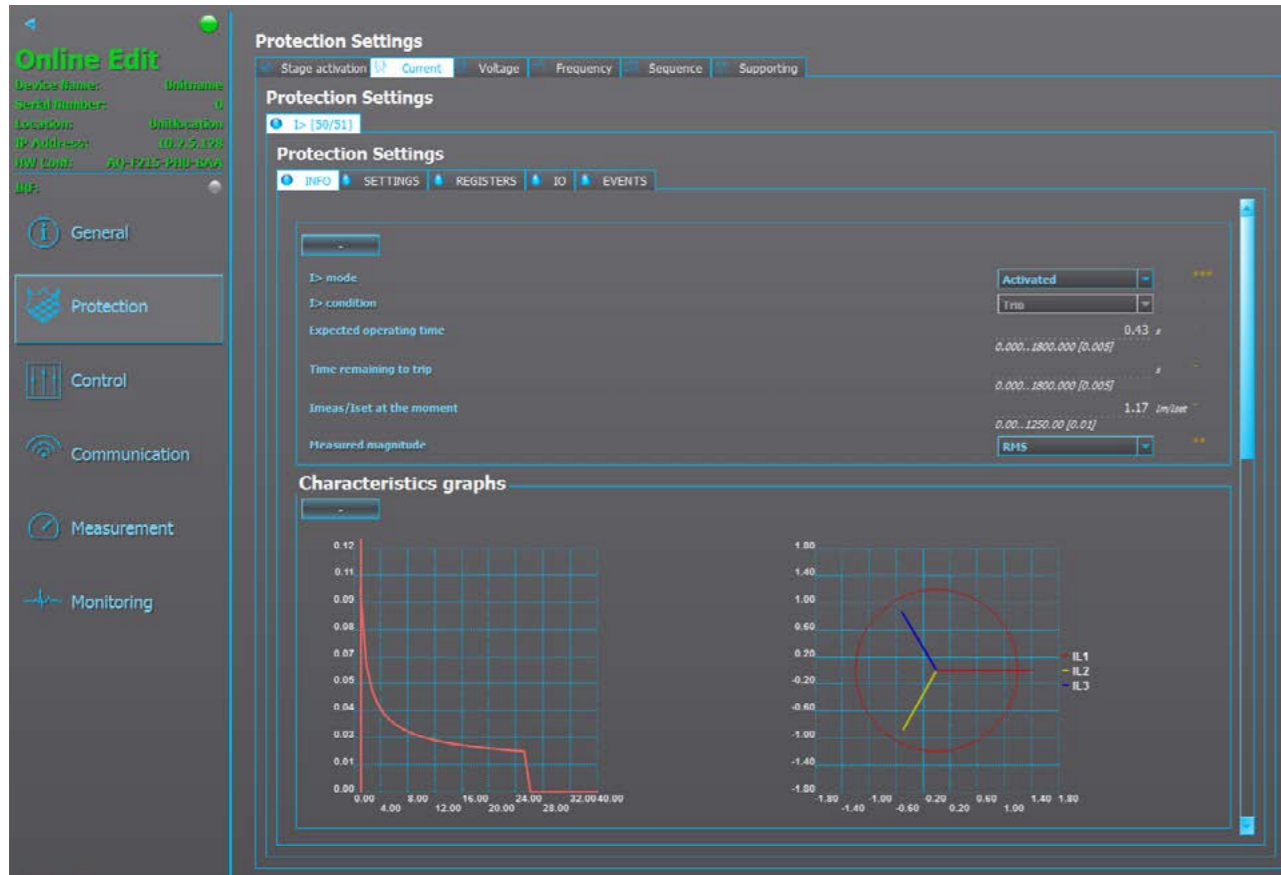 Online Edit
Device Name: Unitname
Serial Number: 0
Location: Unitlocation
IP Address: 10.2.5.128
HW Conf: AQ-F215-PH0-BAA
General
Protection
Control
Communication
Measurement
Monitoring
Protection Settings
Stage activation Current Voltage Frequency Sequence Supporting
Protection Settings
I> [50/51]
Protection Settings
INFO SETTINGS REGISTERS IO EVENTS
-
I> mode Activated ***
I> condition Trip
Expected operating time 0.43 s
0.000..1800.000 [0.005]
Time remaining to trip s -
0.000..1800.000 [0.005]
Imeas/Iset at the moment 1.17 Im/Iset -
0.00..1250.00 [0.01]
Measured magnitude RMS **
Characteristics graphs
-
0.12
0.11
0.09
0.08
0.07
0.05
0.04
0.03
0.01
0.00
0.00 4.00 8.00 12.00 16.00 20.00 24.00 28.00 32.00 40.00
1.80
1.40
1.00
0.60
0.20
-0.20
-0.60
-1.00
-1.40
-1.80
-1.80 -1.40 -1.00 -0.60 -0.20 0.20 0.60 1.00 1.40 1.80
IL1
IL2
IL3